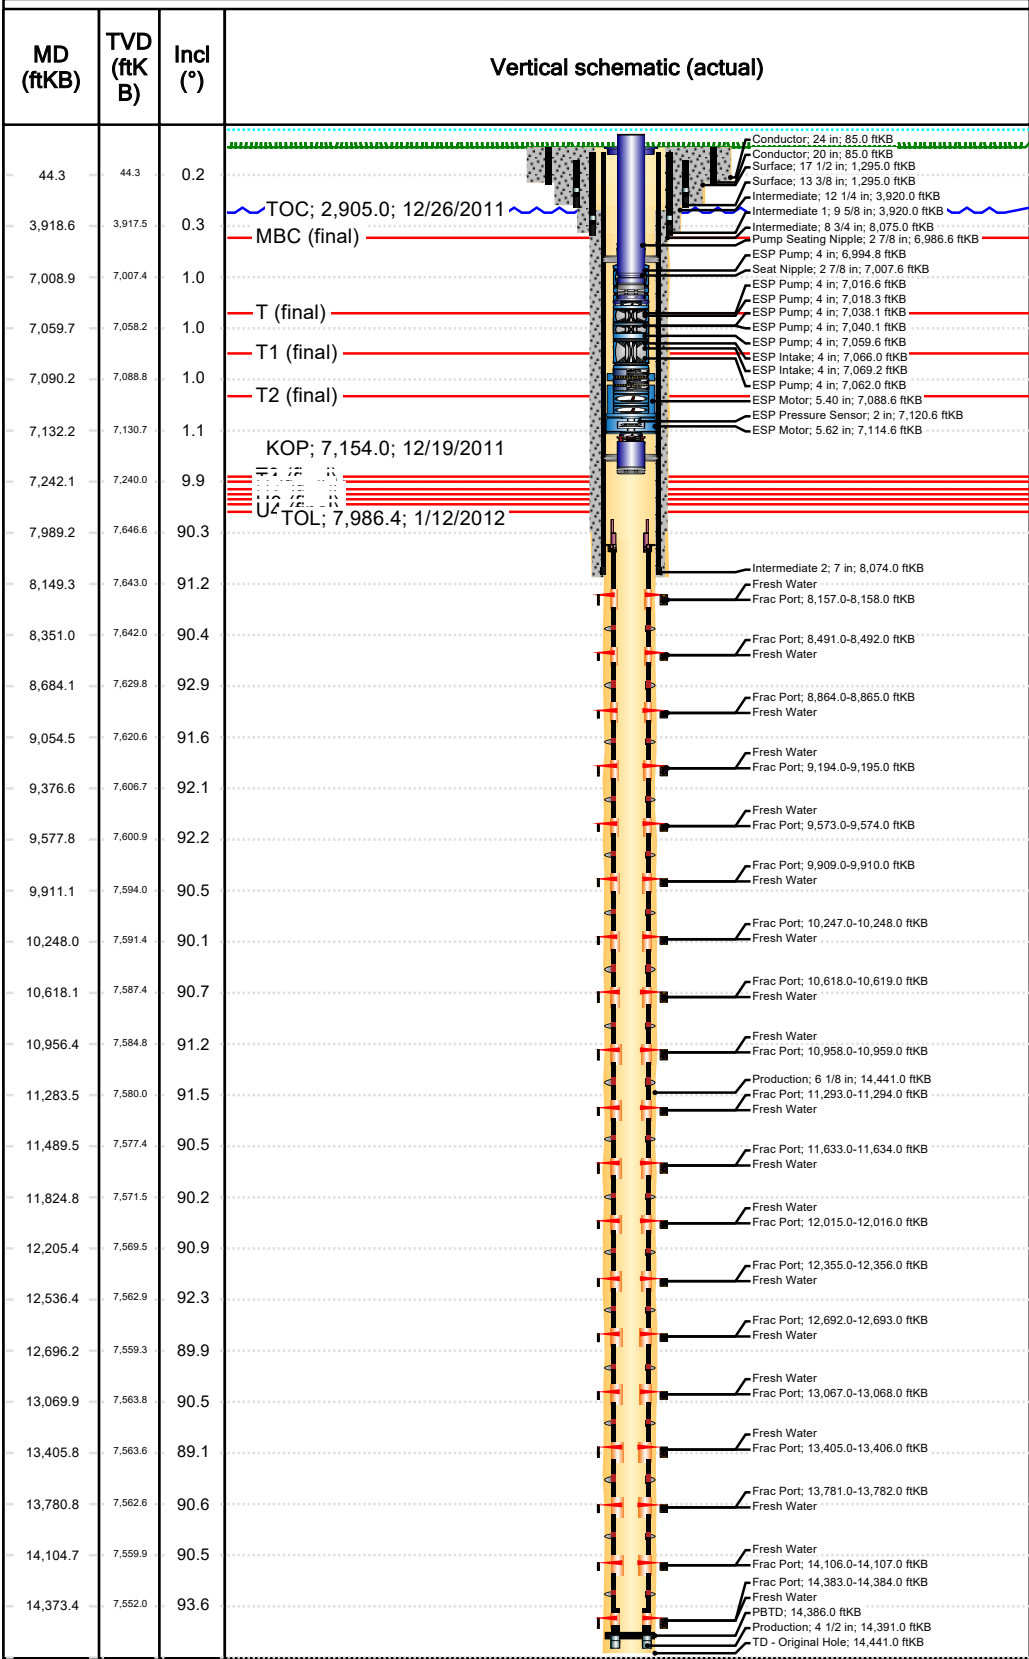 MD (ftKB)
TVD (ftK B)
Incl (°)
Vertical schematic (actual)
44.3 44.3 0.2
3,918.6 3,917.5 0.3
7,008.9 7,007.4 1.0
7,059.7 7,058.2 1.0
7,090.2 7,088.8 1.0
7,132.2 7,130.7 1.1
7,242.1 7,240.0 9.9
7,989.2 7,646.6 90.3
8,149.3 7,643.0 91.2
8,351.0 7,642.0 90.4
8,684.1 7,629.8 92.9
9,054.5 7,620.6 91.6
9,376.6 7,606.7 92.1
9,577.8 7,600.9 92.2
9,911.1 7,594.0 90.5
10,248.0 7,591.4 90.1
10,618.1 7,587.4 90.7
10,956.4 7,584.8 91.2
11,283.5 7,580.0 91.5
11,489.5 7,577.4 90.5
11,824.8 7,571.5 90.2
12,205.4 7,569.5 90.9
12,536.4 7,562.9 92.3
12,696.2 7,559.3 89.9
13,069.9 7,563.8 90.5
13,405.8 7,563.6 89.1
13,780.8 7,562.6 90.6
14,104.7 7,559.9 90.5
14,373.4 7,552.0 93.6
TOC; 2,905.0; 12/26/2011
MBC (final)
T (final)
T1 (final)
T2 (final)
KOP; 7,154.0; 12/19/2011
TOL; 7,986.4; 1/12/2012
Conductor; 24 in; 85.0 ftKB
Conductor; 20 in; 85.0 ftKB
Surface; 17 1/2 in; 1,295.0 ftKB
Surface; 13 3/8 in; 1,295.0 ftKB
Intermediate; 12 1/4 in; 3,920.0 ftKB
Intermediate 1; 9 5/8 in; 3,920.0 ftKB
Intermediate; 8 3/4 in; 8,075.0 ftKB
Pump Seating Nipple; 2 7/8 in; 6,986.6 ftKB
ESP Pump; 4 in; 6,994.8 ftKB
Seat Nipple; 2 7/8 in; 7,007.6 ftKB
ESP Pump; 4 in; 7,016.6 ftKB
ESP Pump; 4 in; 7,018.3 ftKB
ESP Pump; 4 in; 7,038.1 ftKB
ESP Pump; 4 in; 7,040.1 ftKB
ESP Pump; 4 in; 7,059.6 ftKB
ESP Intake; 4 in; 7,066.0 ftKB
ESP Intake; 4 in; 7,069.2 ftKB
ESP Pump; 4 in; 7,062.0 ftKB
ESP Motor; 5.40 in; 7,088.6 ftKB
ESP Pressure Sensor; 2 in; 7,120.6 ftKB
ESP Motor; 5.62 in; 7,114.6 ftKB
Intermediate 2; 7 in; 8,074.0 ftKB
Fresh Water
Frac Port; 8,157.0-8,158.0 ftKB
Frac Port; 8,491.0-8,492.0 ftKB
Fresh Water
Frac Port; 8,864.0-8,865.0 ftKB
Fresh Water
Fresh Water
Frac Port; 9,194.0-9,195.0 ftKB
Fresh Water
Frac Port; 9,573.0-9,574.0 ftKB
Frac Port; 9,909.0-9,910.0 ftKB
Fresh Water
Frac Port; 10,247.0-10,248.0 ftKB
Fresh Water
Frac Port; 10,618.0-10,619.0 ftKB
Fresh Water
Fresh Water
Frac Port; 10,958.0-10,959.0 ftKB
Production; 6 1/8 in; 14,441.0 ftKB
Frac Port; 11,293.0-11,294.0 ftKB
Fresh Water
Frac Port; 11,633.0-11,634.0 ftKB
Fresh Water
Fresh Water
Frac Port; 12,015.0-12,016.0 ftKB
Frac Port; 12,355.0-12,356.0 ftKB
Fresh Water
Frac Port; 12,692.0-12,693.0 ftKB
Fresh Water
Fresh Water
Frac Port; 13,067.0-13,068.0 ftKB
Fresh Water
Frac Port; 13,405.0-13,406.0 ftKB
Frac Port; 13,781.0-13,782.0 ftKB
Fresh Water
Fresh Water
Frac Port; 14,106.0-14,107.0 ftKB
Frac Port; 14,383.0-14,384.0 ftKB
Fresh Water
PBTD; 14,386.0 ftKB
Production; 4 1/2 in; 14,391.0 ftKB
TD - Original Hole; 14,441.0 ftKB